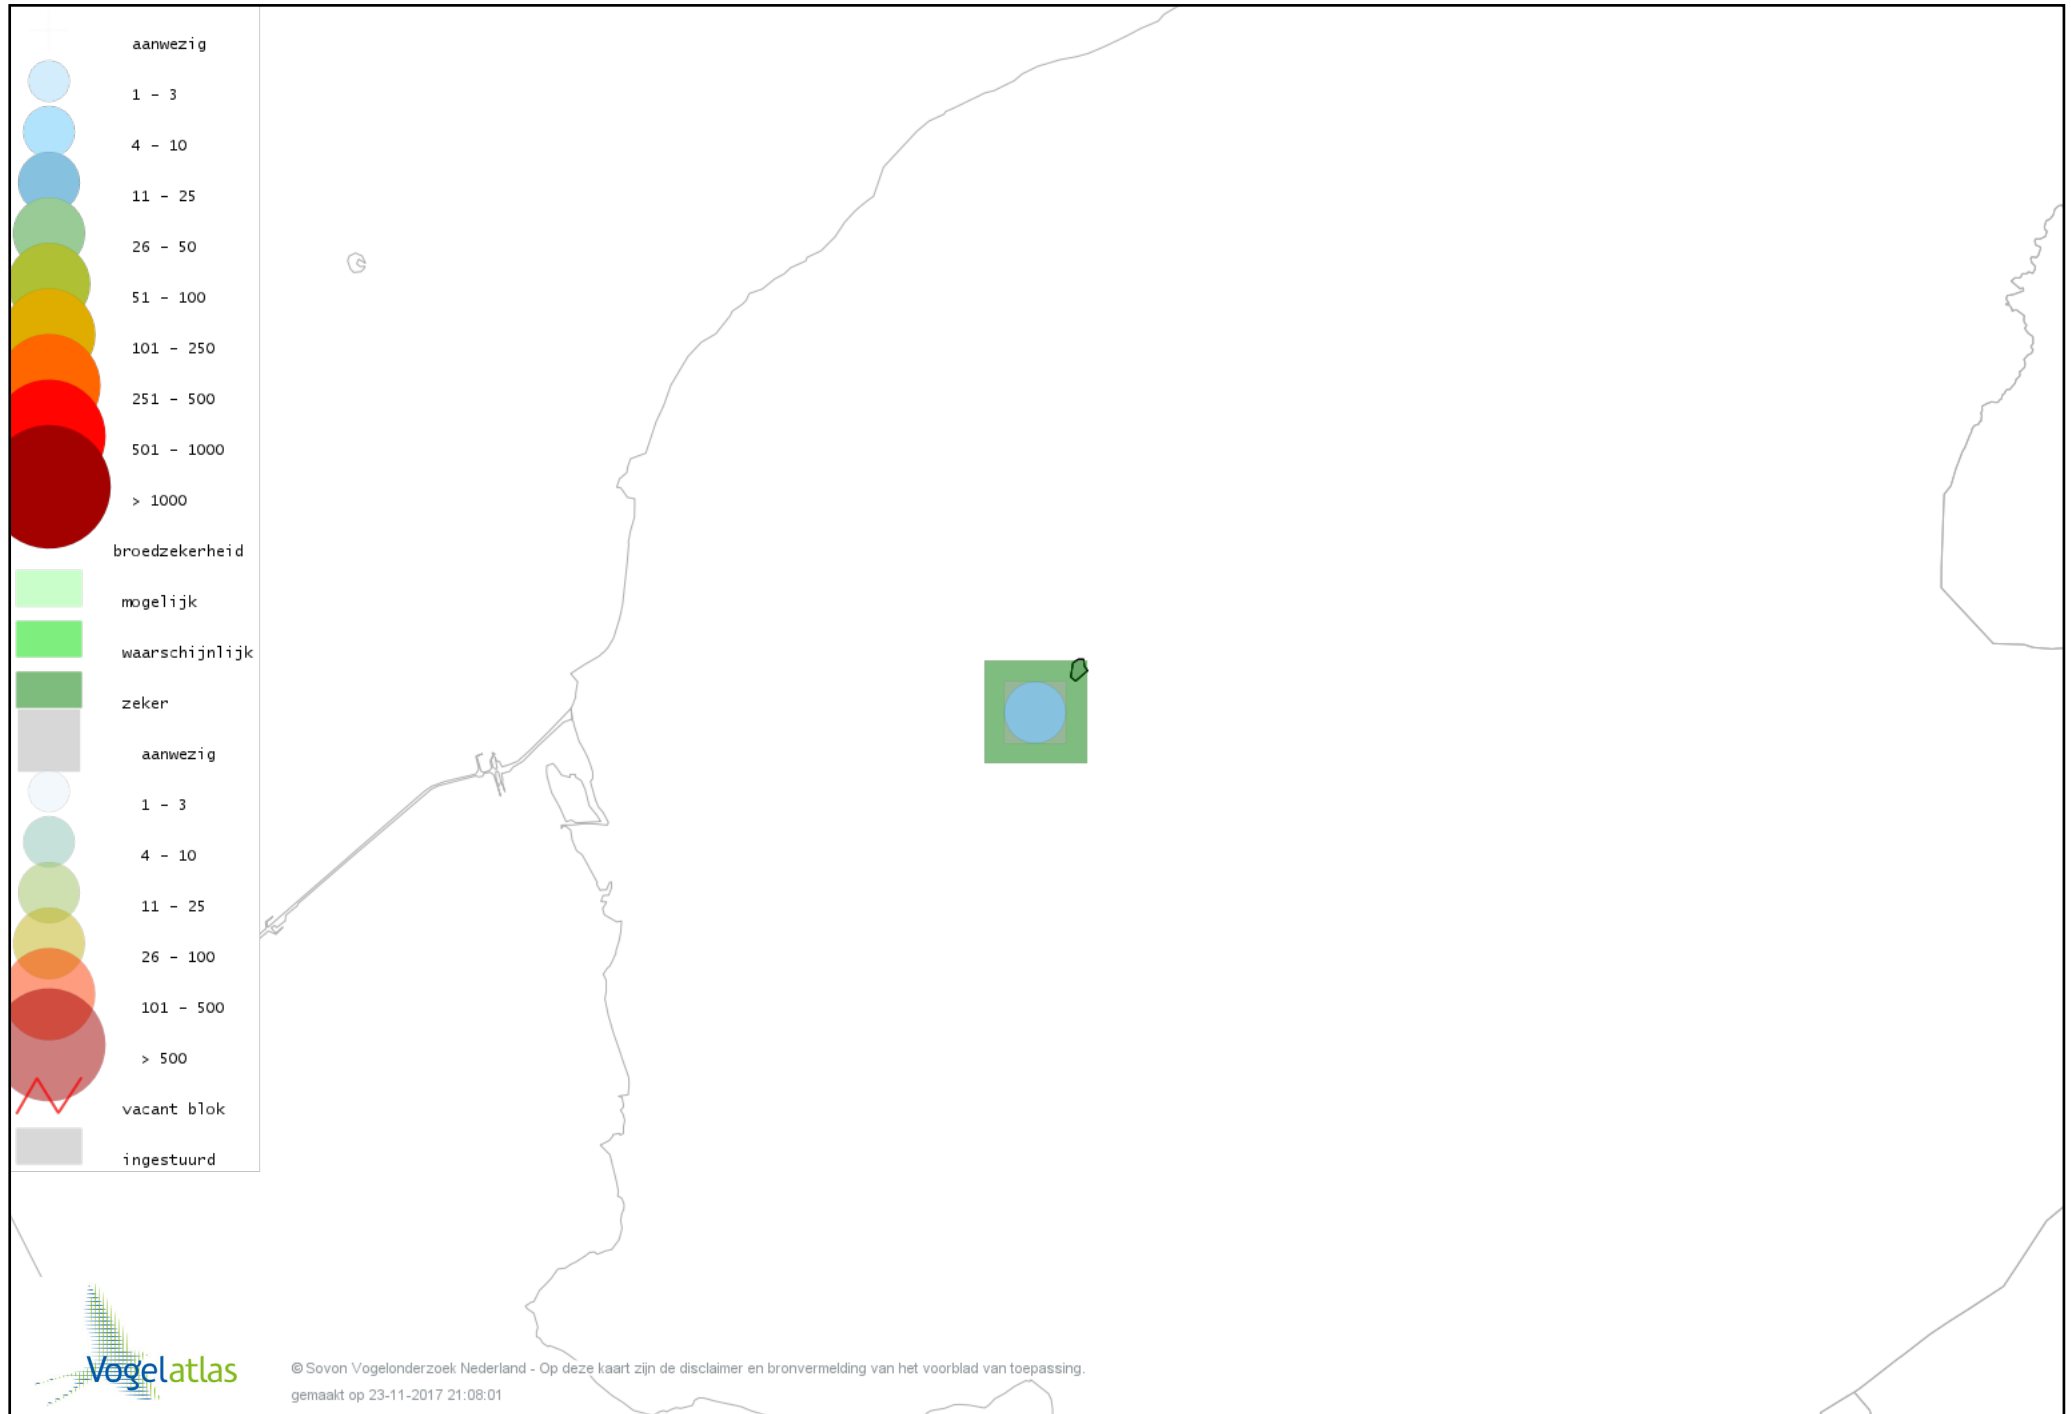 aanwezig
1 - 3
4 - 10
11 - 25
26 - 50
51 - 100
101 - 250
251 - 500
501 - 1000
> 1000
broedzekerheid
mogelijk
waarschijnlijk
zeker
aanwezig
1 - 3
4 - 10
11 - 25
26 - 100
101 - 500
> 500
vacant blok
ingestuurd
Vogelatlas
© Sovon Vogelonderzoek Nederland - Op deze kaart zijn de disclaimer en bronvermelding van het voorblad van toepassing.
gemaakt op 23-11-2017 21:08:01